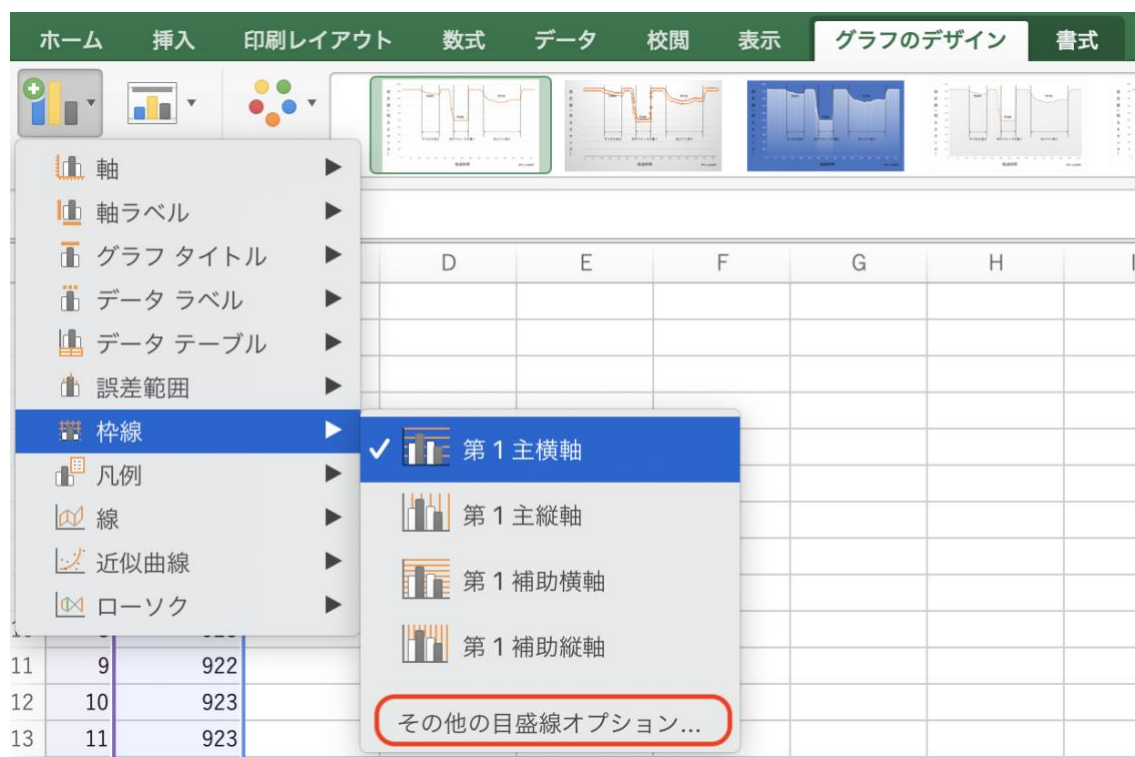 ホーム 挿入 印刷レイアウト 数式 データ 校閲 表示 グラフのデザイン 書式
軸
軸ラベル
グラフ タイトル
データ ラベル
データ テーブル
誤差範囲
枠線
凡例
線
近似曲線
ローソク
第 1 主横軸
第 1 主縦軸
第 1 補助横軸
第 1 補助縦軸
その他の目盛線オプション...
D E F G H
11 9 922
12 10 923
13 11 923